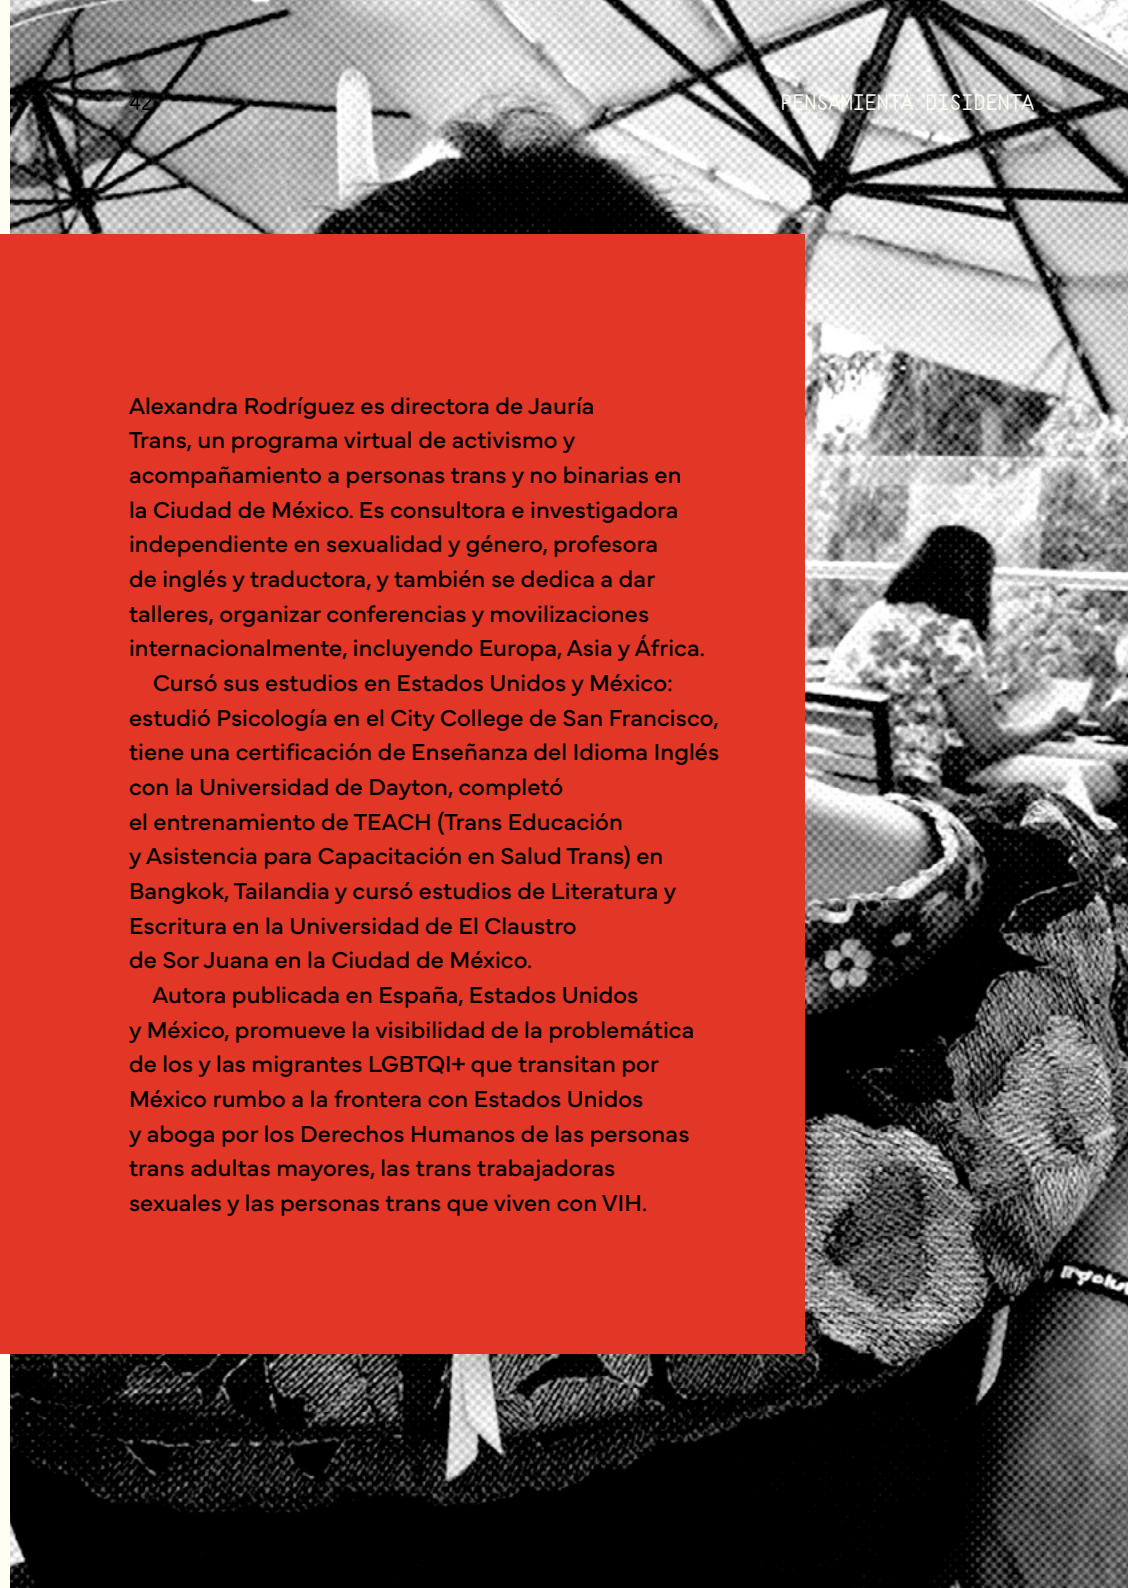 42
PENSAMIENTA DISIDENTA
Alexandra Rodríguez es directora de Jauría
Trans, un programa virtual de activismo y
acompañamiento a personas trans y no binarias en
la Ciudad de México. Es consultora e investigadora
independiente en sexualidad y género, profesora
de inglés y traductora, y también se dedica a dar
talleres, organizar conferencias y movilizaciones
internacionalmente, incluyendo Europa, Asia y África.
Cursó sus estudios en Estados Unidos y México:
estudió Psicología en el City College de San Francisco,
tiene una certificación de Enseñanza del Idioma Inglés
con la Universidad de Dayton, completó
el entrenamiento de TEACH (Trans Educación
y Asistencia para Capacitación en Salud Trans) en
Bangkok, Tailandia y cursó estudios de Literatura y
Escritura en la Universidad de El Claustro
de Sor Juana en la Ciudad de México.
Autora publicada en España, Estados Unidos
y México, promueve la visibilidad de la problemática
de los y las migrantes LGBTQI+ que transitan por
México rumbo a la frontera con Estados Unidos
y aboga por los Derechos Humanos de las personas
trans adultas mayores, las trans trabajadoras
sexuales y las personas trans que viven con VIH.